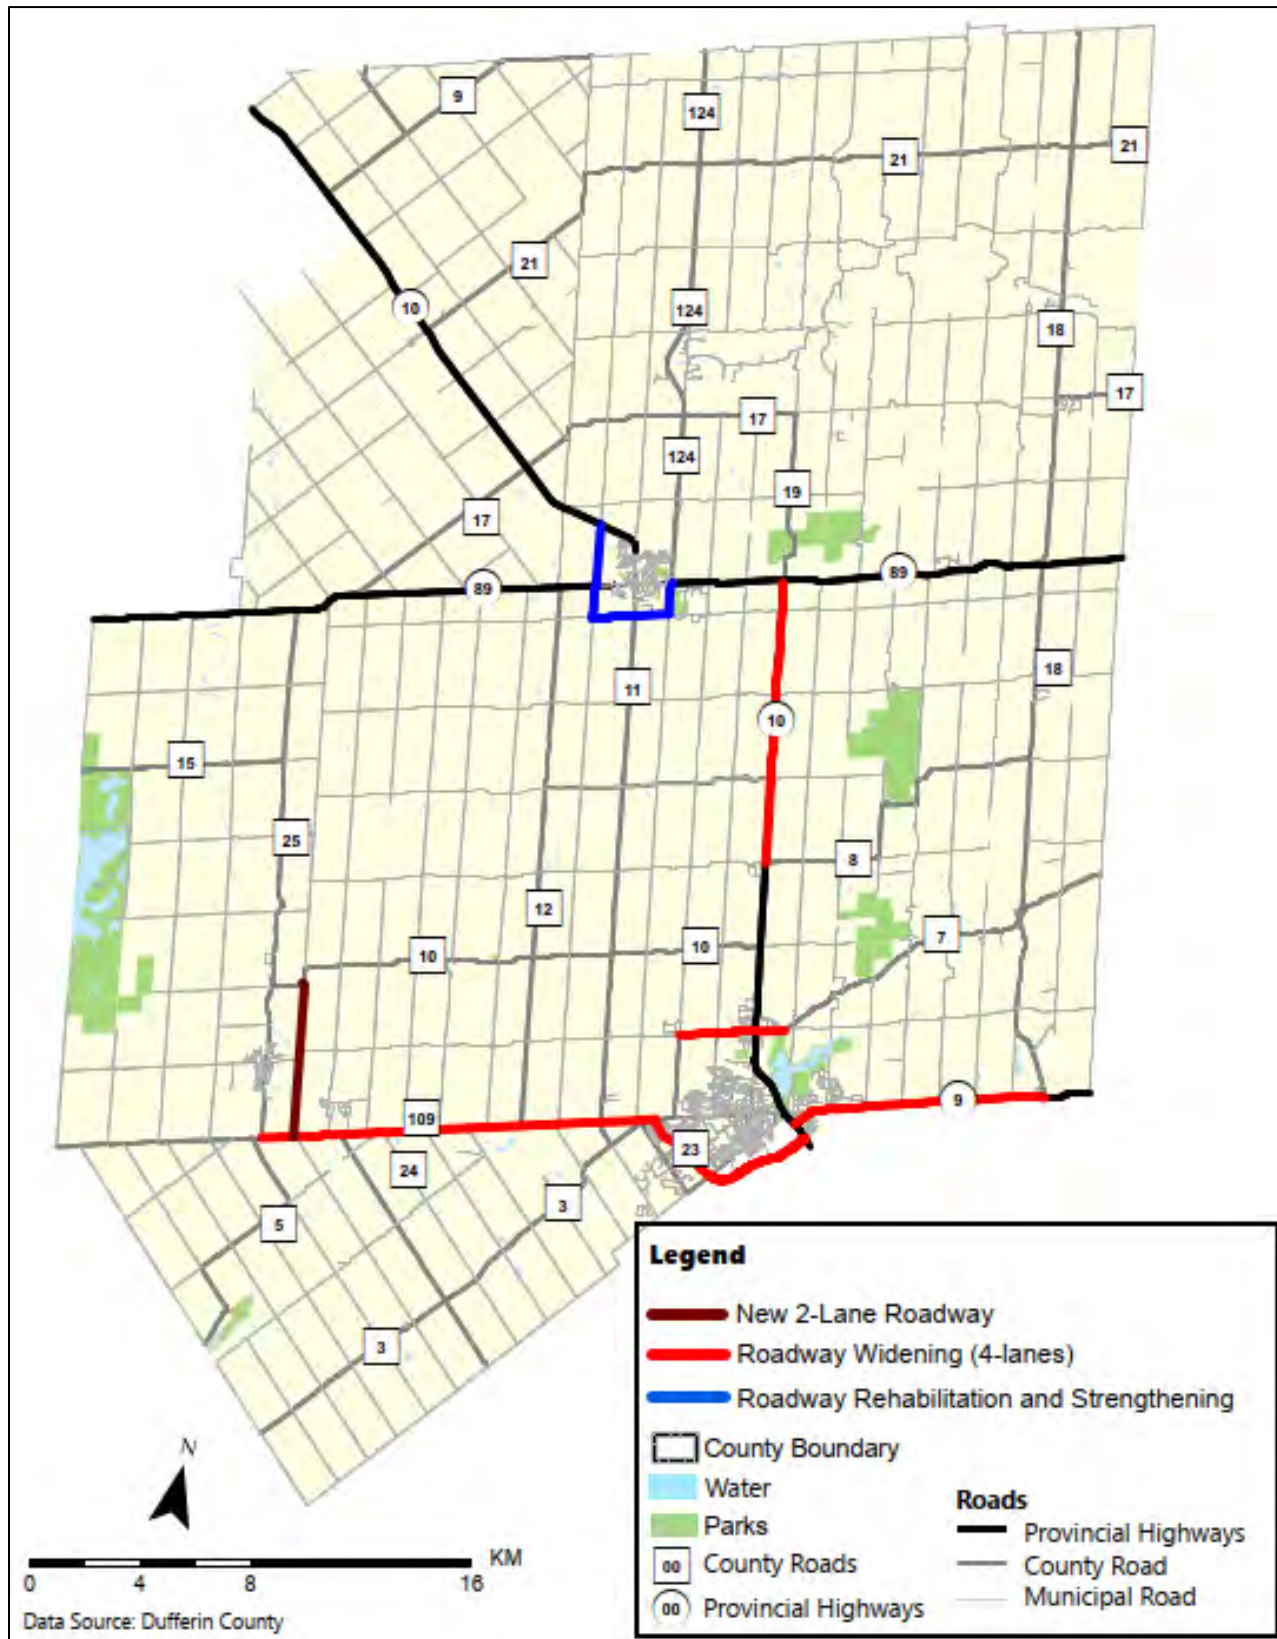 9
124
21
21
21
10
124
18
17
17
124
19
17
89
89
11
18
10
15
25
8
12
7
10
10
9
109
23
24
3
5
3
Legend
New 2-Lane Roadway
Roadway Widening (4-lanes)
Roadway Rehabilitation and Strengthening
County Boundary
Water
Parks
00 County Roads
00 Provincial Highways
Roads
Provincial Highways
County Road
Municipal Road
N
KM
0 4 8 16
Data Source: Dufferin County